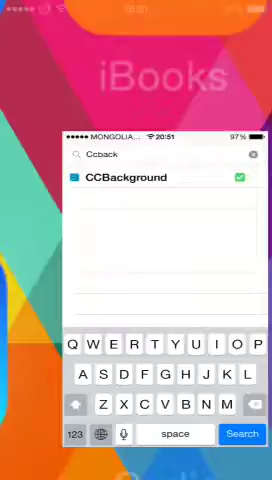 iBooks
●●●●● MONGOLIA... 20:51 97%
Ccback
CCBackground
Q W E R T Y U I O P
A S D F G H J K L
Z X C V B N M
123 space Search